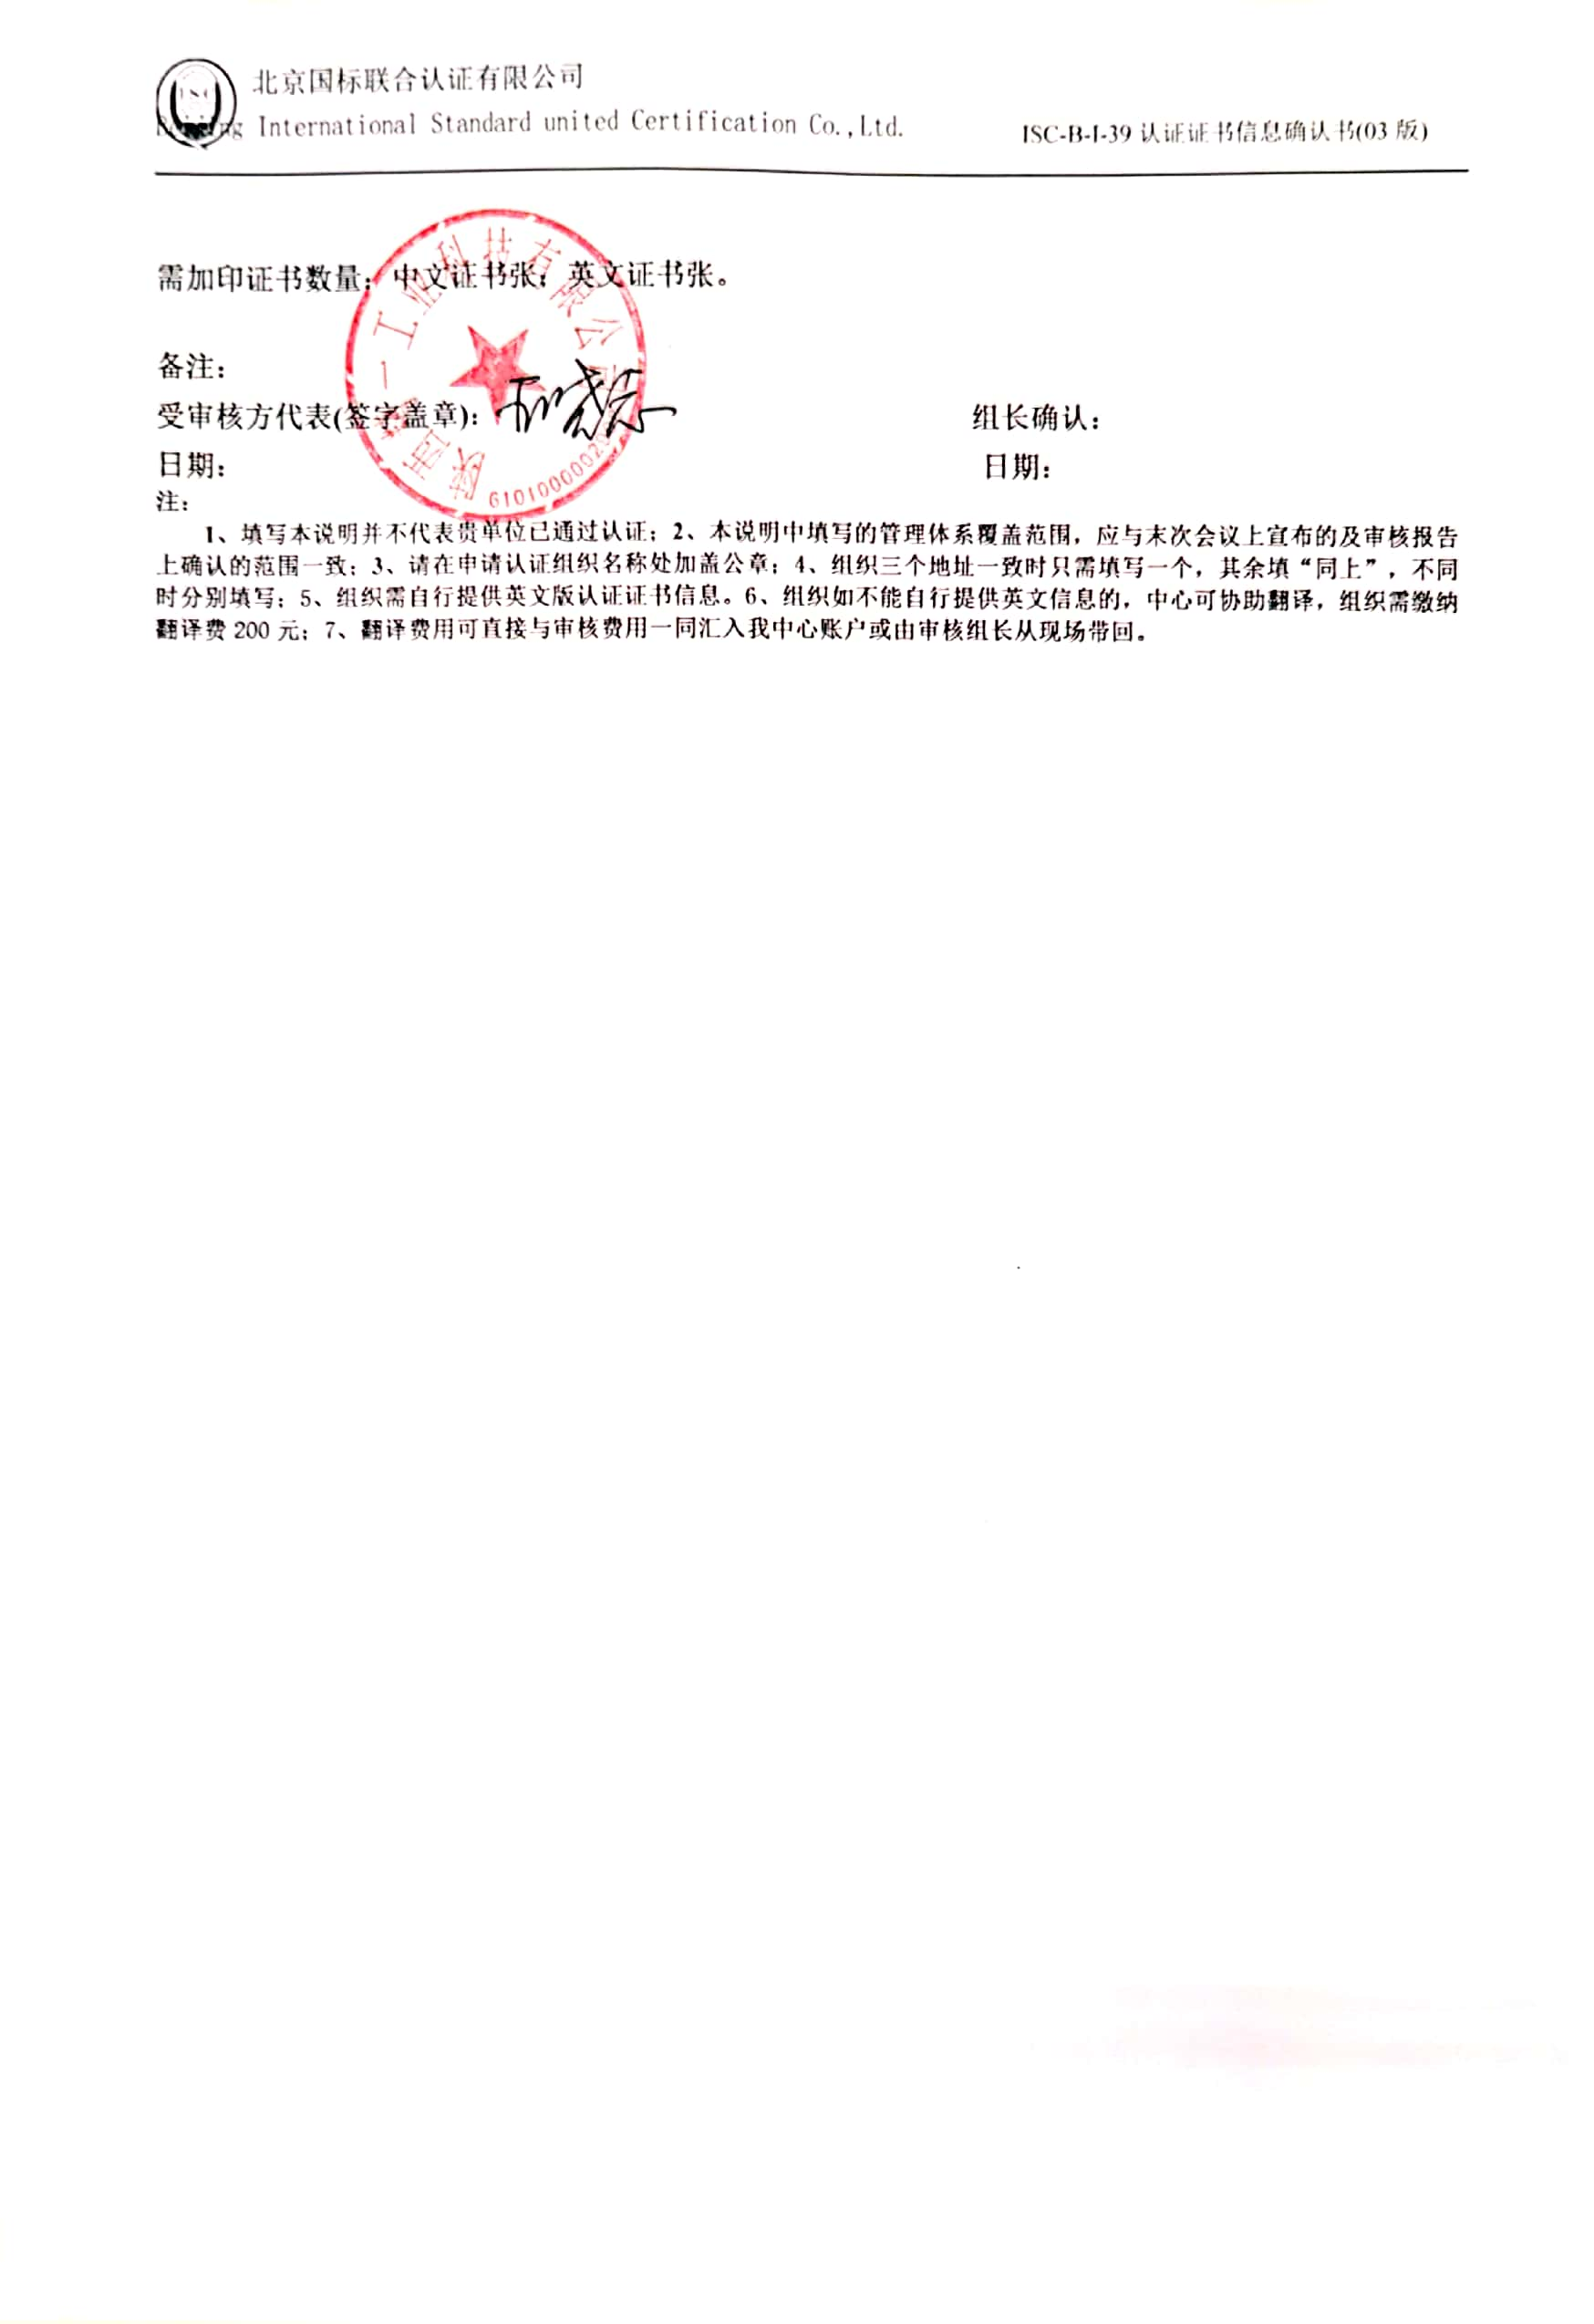 北京国标联合认证有限公司
Beijing International Standard united Certification Co.,Ltd.
ISC-B-I-39 认证证书信息确认书(03 版)
需加印证书数量：中文证书张；英文证书张。
备注：
受审核方代表(签字盖章)：
组长确认：
日期：
日期：
注：
1、填写本说明并不代表贵单位已通过认证；2、本说明中填写的管理体系覆盖范围，应与末次会议上宣布的及审核报告
上确认的范围一致；3、请在申请认证组织名称处加盖公章；4、组织三个地址一致时只需填写一个，其余填“同上”，不同
时分别填写；5、组织需自行提供英文版认证证书信息。6、组织如不能自行提供英文信息的，中心可协助翻译，组织需缴纳
翻译费 200 元；7、翻译费用可直接与审核费用一同汇入我中心账户或由审核组长从现场带回。
陕西 一工业科技有限公